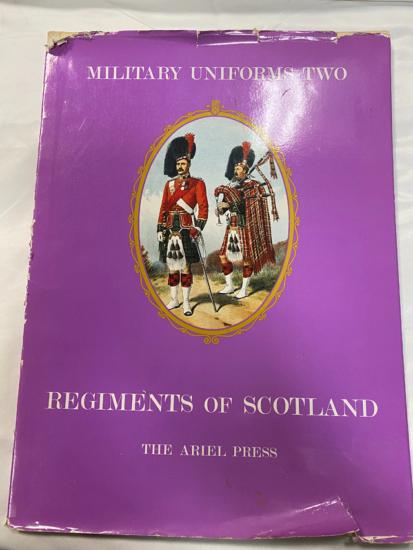 MILITARY UNIFORMS TWO
REGIMENTS OF SCOTLAND
THE ARIEL PRESS